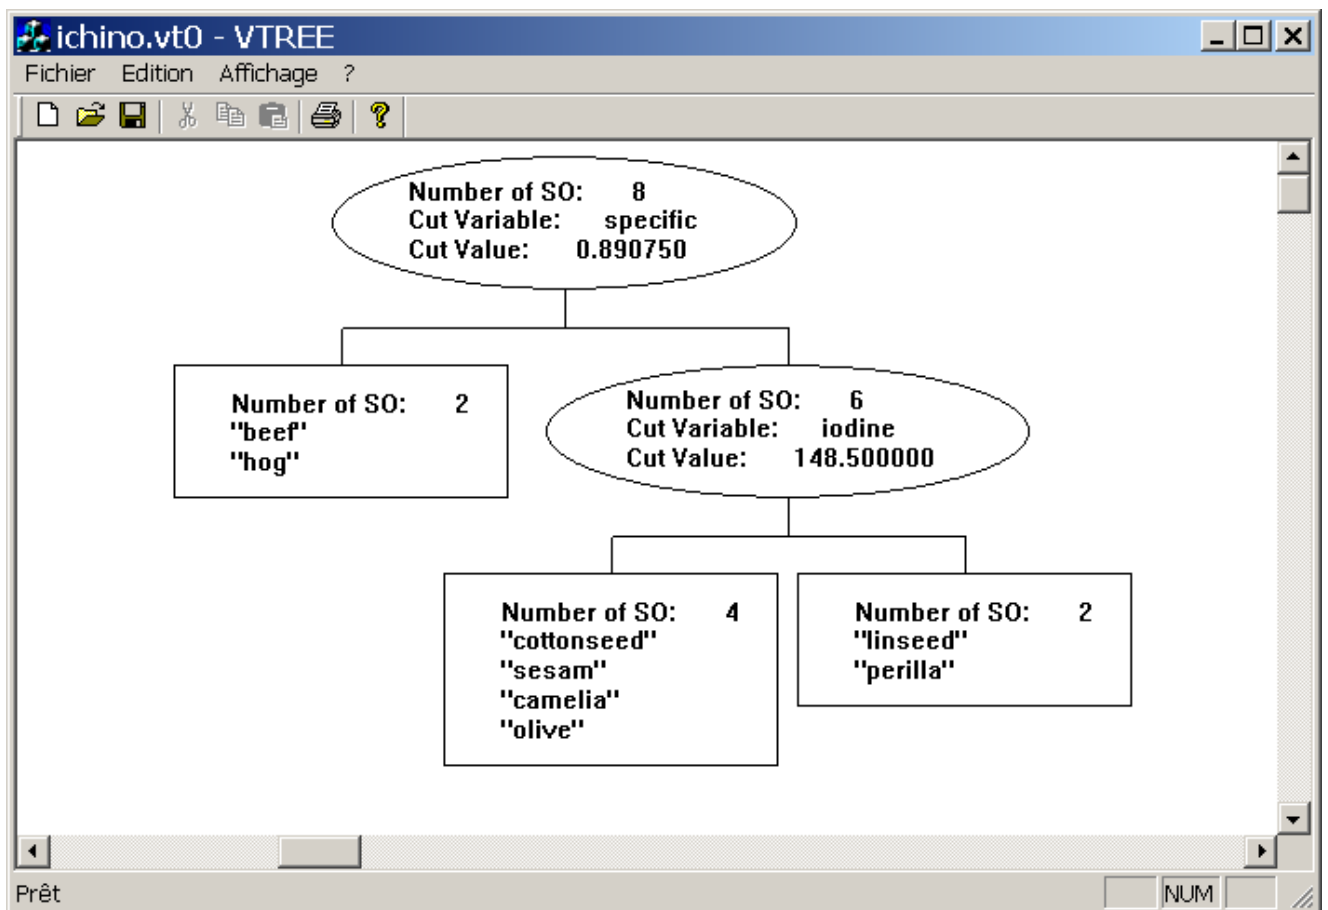 ichino.vt0 - VTREE
Fichier Edition Affichage ?
Number of SO: 8
Cut Variable: specific
Cut Value: 0.890750
Number of SO: 2
"beef"
"hog"
Number of SO: 6
Cut Variable: iodine
Cut Value: 148.500000
Number of SO: 4
"cottonseed"
"sesam"
"camelia"
"olive"
Number of SO: 2
"linseed"
"perilla"
Prêt
NUM